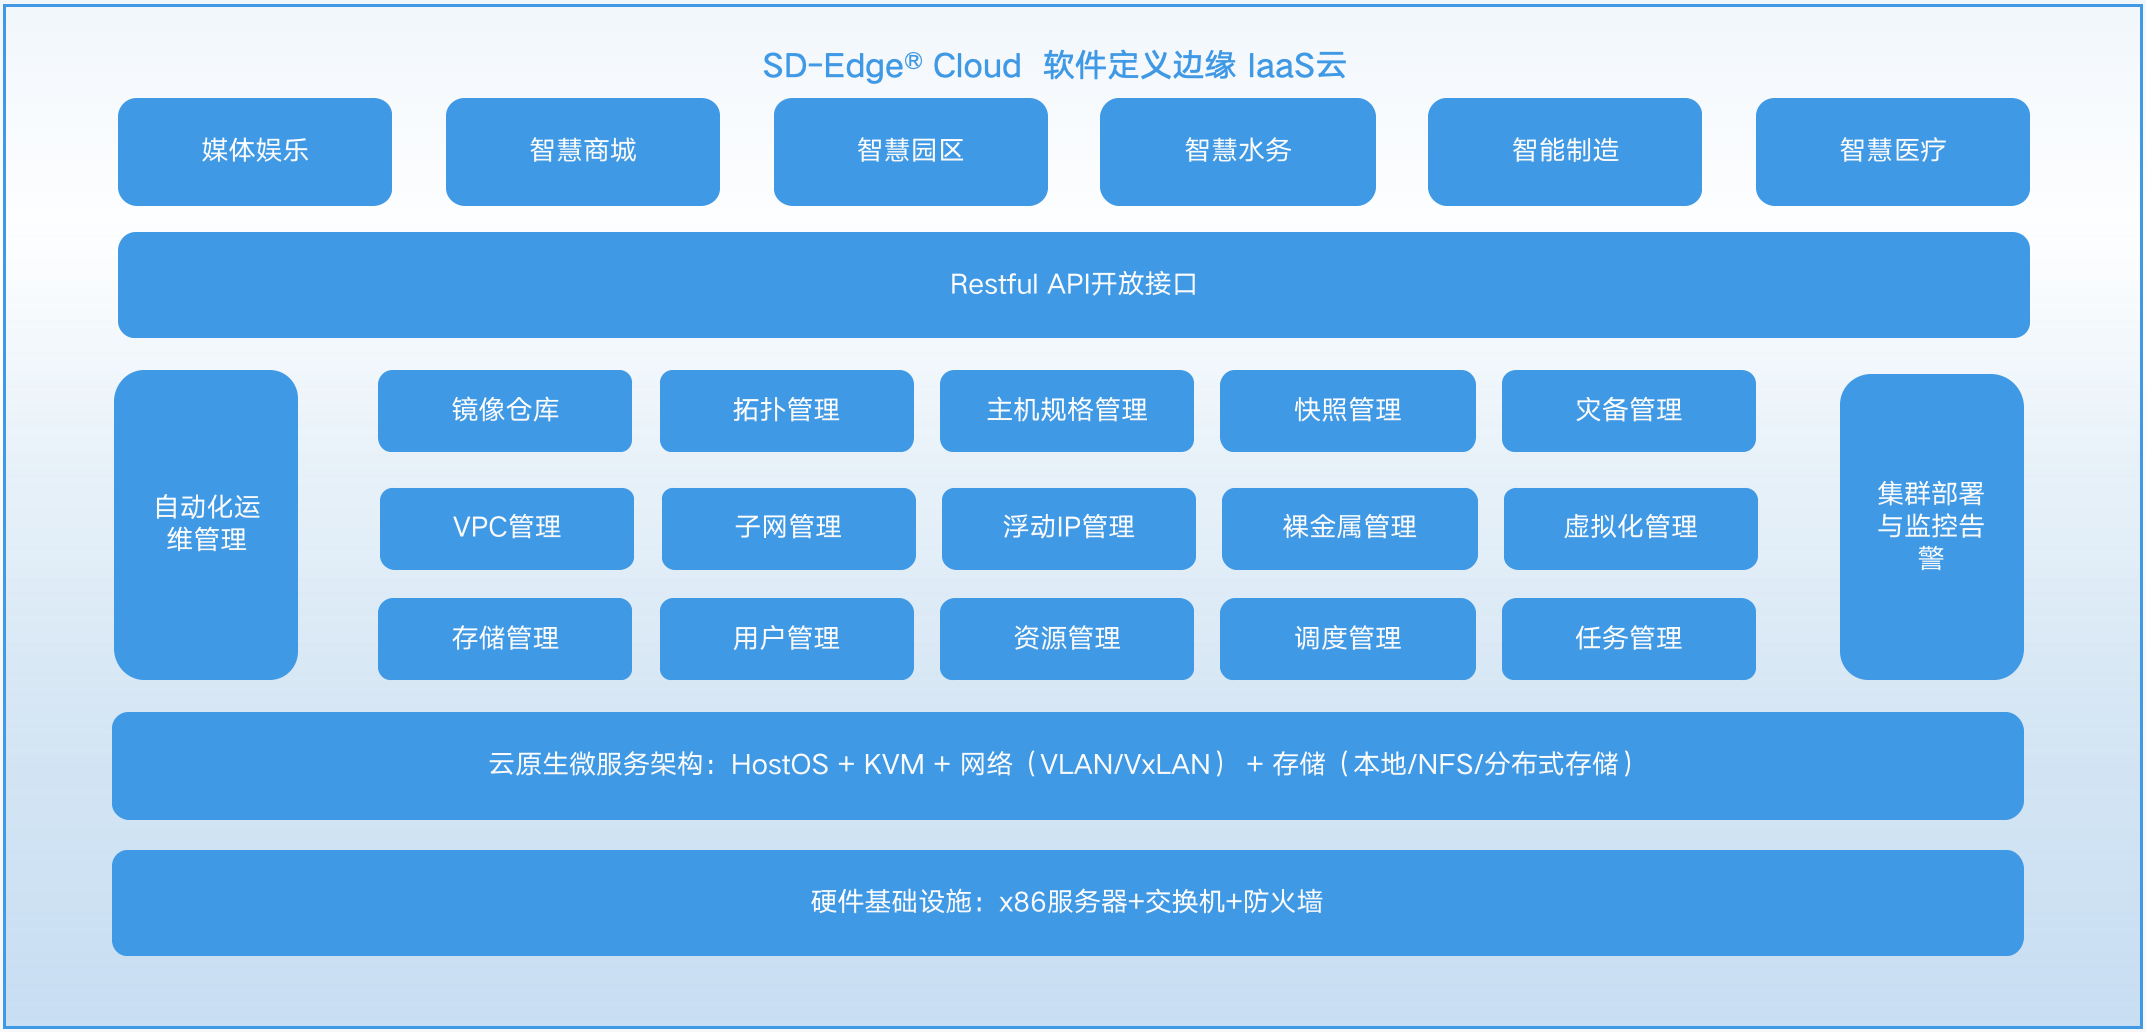 SD-Edge® Cloud 软件定义边缘 IaaS云
媒体娱乐
智慧商城
智慧园区
智慧水务
智能制造
智慧医疗
Restful API开放接口
自动化运
维管理
镜像仓库
拓扑管理
主机规格管理
快照管理
灾备管理
VPC管理
子网管理
浮动IP管理
裸金属管理
虚拟化管理
存储管理
用户管理
资源管理
调度管理
任务管理
集群部署
与监控告
警
云原生微服务架构：HostOS + KVM + 网络（VLAN/VxLAN） + 存储（本地/NFS/分布式存储）
硬件基础设施：x86服务器+交换机+防火墙